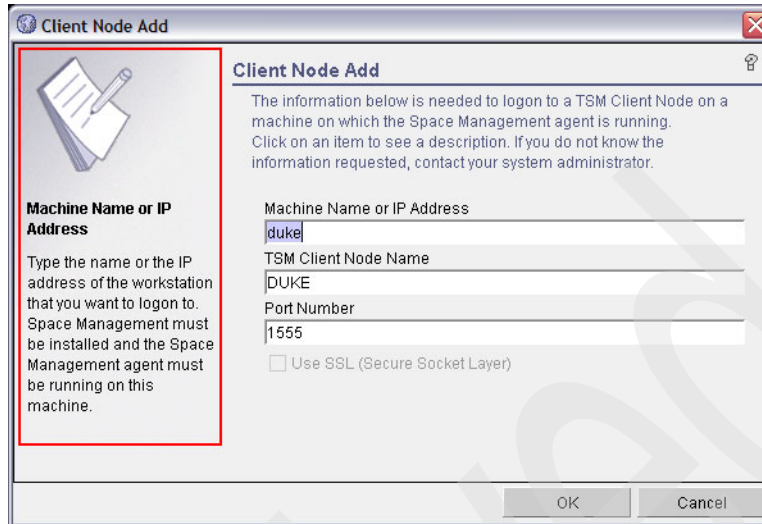 Client Node Add
Machine Name or IP
Address
Type the name or the IP
address of the workstation
that you want to logon to.
Space Management must
be installed and the Space
Management agent must
be running on this
machine.
Client Node Add
The information below is needed to logon to a TSM Client Node on a
machine on which the Space Management agent is running.
Click on an item to see a description. If you do not know the
information requested, contact your system administrator.
Machine Name or IP Address
duke
TSM Client Node Name
DUKE
Port Number
1555
Use SSL (Secure Socket Layer)
OK
Cancel